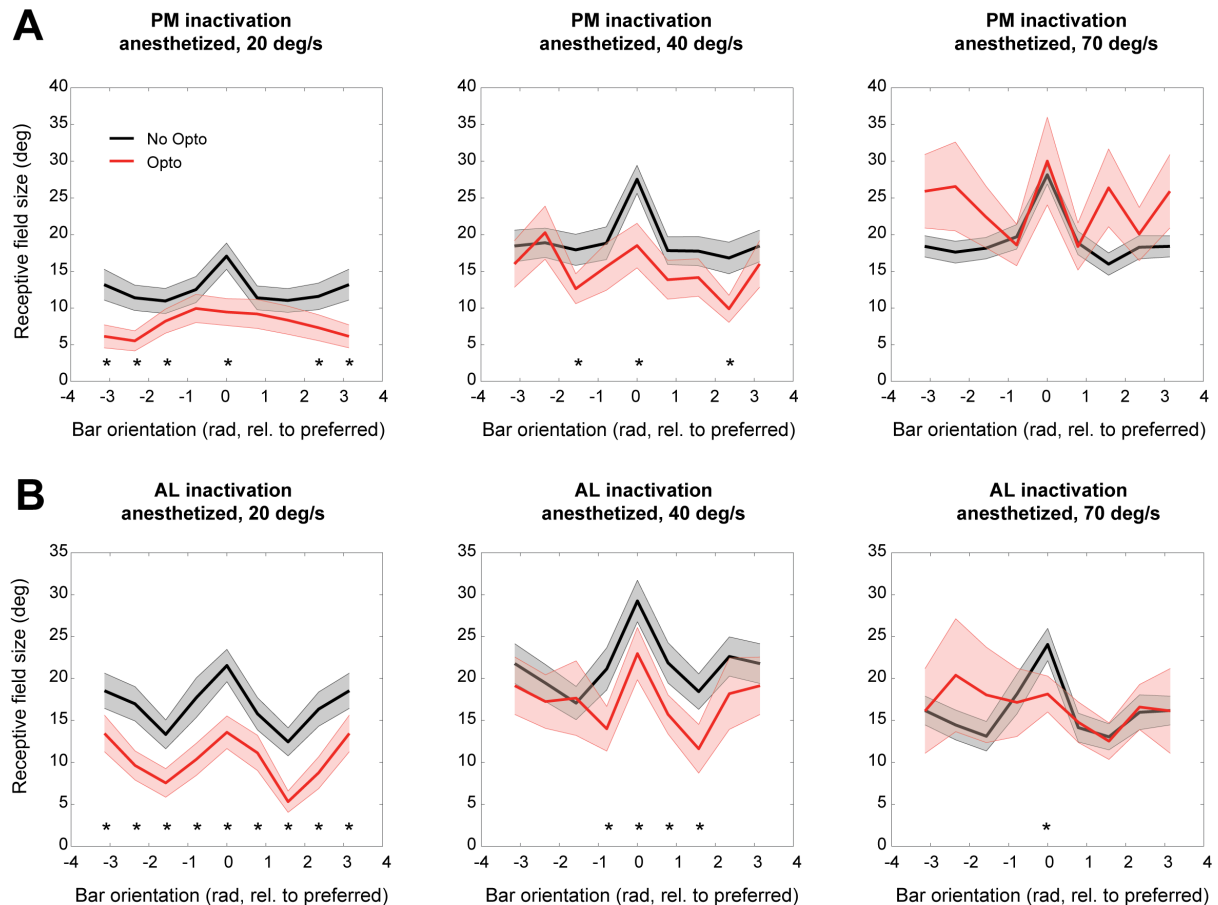 A
PM inactivation
anesthetized, 20 deg/s
PM inactivation
anesthetized, 40 deg/s
PM inactivation
anesthetized, 70 deg/s
Receptive field size (deg)
40
35
30
25
20
15
10
5
0
No Opto
Opto
* * * * * *
-4 -3 -2 -1 0 1 2 3 4
Bar orientation (rad, rel. to preferred)
40
35
30
25
20
15
10
5
0
* * *
-4 -3 -2 -1 0 1 2 3 4
Bar orientation (rad, rel. to preferred)
40
35
30
25
20
15
10
5
0
-4 -3 -2 -1 0 1 2 3 4
Bar orientation (rad, rel. to preferred)
B
AL inactivation
anesthetized, 20 deg/s
AL inactivation
anesthetized, 40 deg/s
AL inactivation
anesthetized, 70 deg/s
Receptive field size (deg)
35
30
25
20
15
10
5
0
* * * * * * * * *
-4 -3 -2 -1 0 1 2 3 4
Bar orientation (rad, rel. to preferred)
35
30
25
20
15
10
5
0
* * * *
-4 -3 -2 -1 0 1 2 3 4
Bar orientation (rad, rel. to preferred)
35
30
25
20
15
10
5
0
*
-4 -3 -2 -1 0 1 2 3 4
Bar orientation (rad, rel. to preferred)